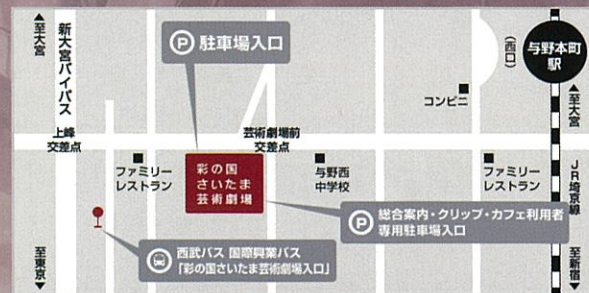 ▲至大宮
新大宮バイパス
P 駐車場入口
与野本町
駅
(西口)
コンビニ
▲至大宮
上峰
交差点
芸術劇場前
交差点
ファミリー
レストラン
彩の国
さいたま
芸術劇場
与野西
中学校
ファミリー
レストラン
JR埼京線
P 総合案内・クリップ・カフェ利用者
専用駐車場入口
西武バス 国際興業バス
「彩の国さいたま芸術劇場入口」
至東京▼
至新宿▼